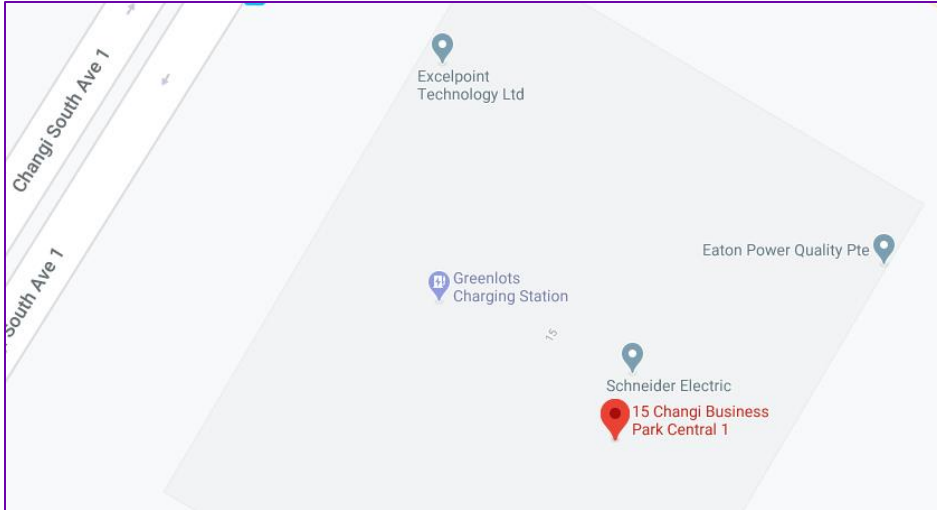 Changi South Ave 1
South Ave 1
Excelpoint
Technology Ltd
Eaton Power Quality Pte
Greenlots
Charging Station
15
Schneider Electric
15 Changi Business
Park Central 1